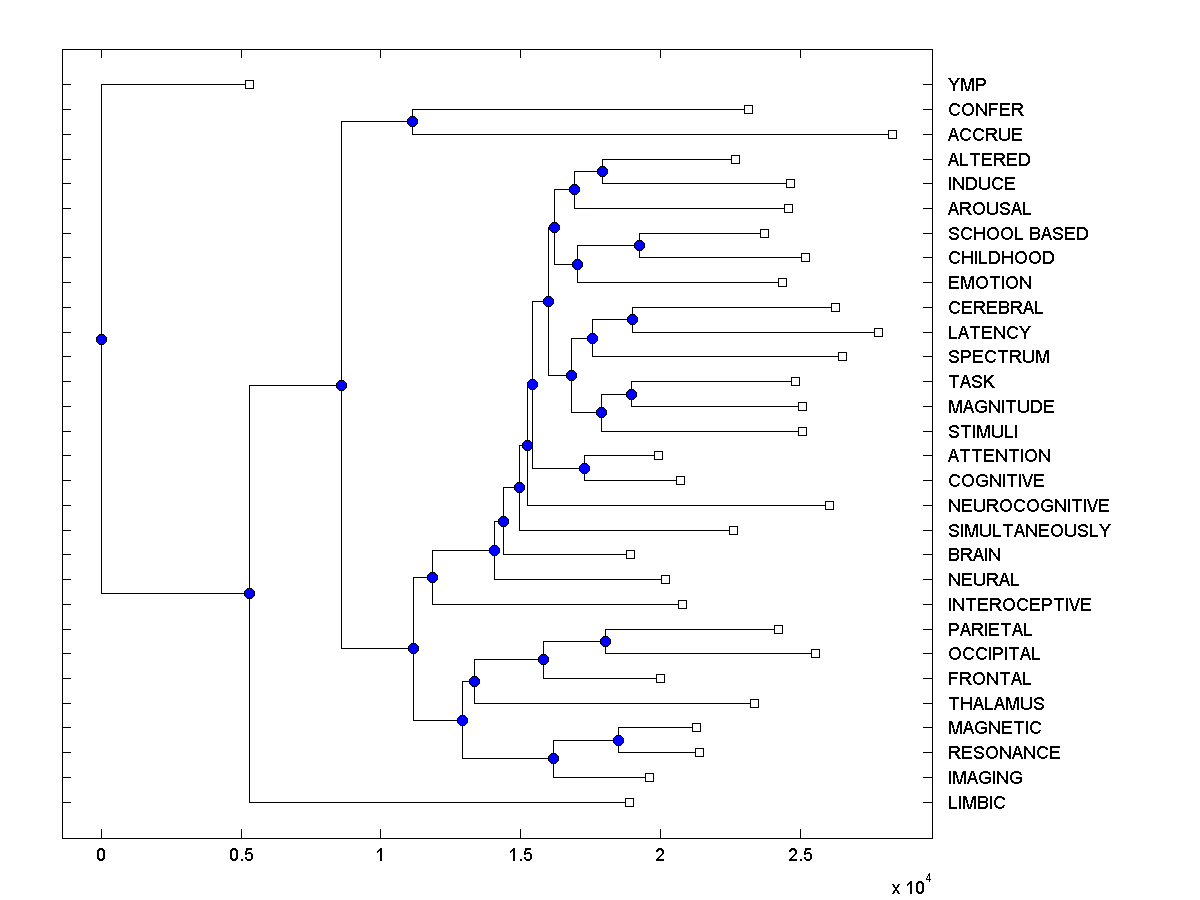 YMP
CONFER
ACCRUE
ALTERED
INDUCE
AROUSAL
SCHOOL BASED
CHILDHOOD
EMOTION
CEREBRAL
LATENCY
SPECTRUM
TASK
MAGNITUDE
STIMULI
ATTENTION
COGNITIVE
NEUROCOGNITIVE
SIMULTANEOUSLY
BRAIN
NEURAL
INTEROCEPTIVE
PARIETAL
OCCIPITAL
FRONTAL
THALAMUS
MAGNETIC
RESONANCE
IMAGING
LIMBIC
0 0.5 1 1.5 2 2.5
x 10^4